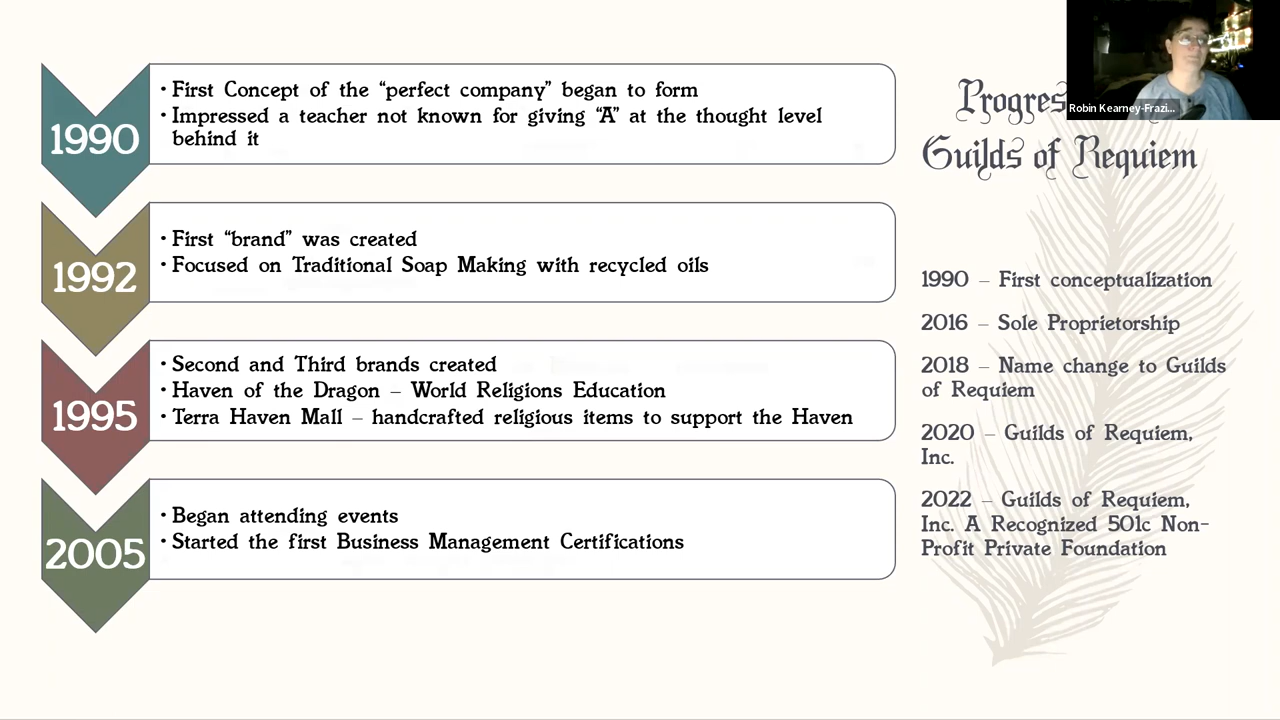 1990
• First Concept of the “perfect company” began to form
• Impressed a teacher not known for giving “A” at the thought level
behind it
1992
• First “brand” was created
• Focused on Traditional Soap Making with recycled oils
1995
• Second and Third brands created
• Haven of the Dragon – World Religions Education
• Terra Haven Mall – handcrafted religious items to support the Haven
2005
• Began attending events
• Started the first Business Management Certifications
Guilds of Requiem
1990 – First conceptualization
2016 – Sole Proprietorship
2018 – Name change to Guilds
of Requiem
2020 – Guilds of Requiem,
Inc.
2022 – Guilds of Requiem,
Inc. A Recognized 501c Non-
Profit Private Foundation
Robin Kearney-Frazi...